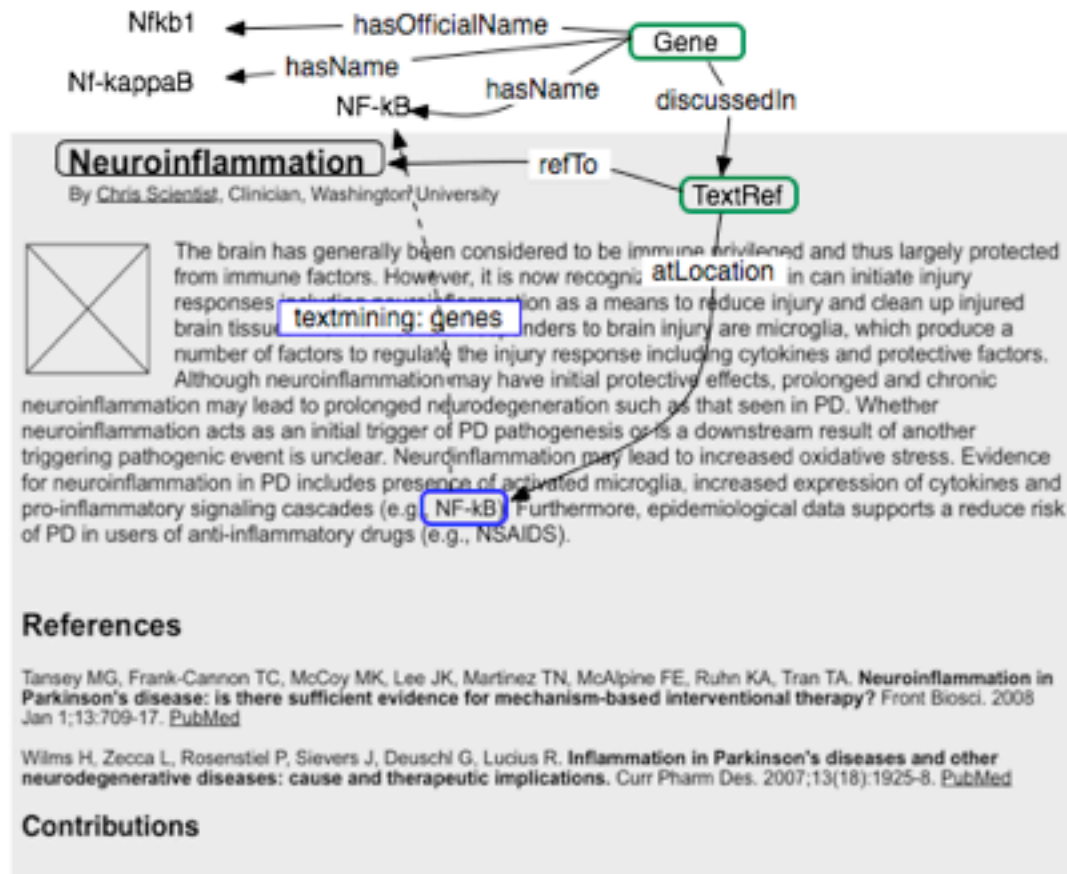 Nfkb1
hasOfficialName
Gene
Nf-kappaB
hasName
hasName
NF-kB
discussedIn
Neuroinflammation
refTo
TextRef
By Chris Scientist, Clinician, Washington University
The brain has generally been considered to be immune privileged and thus largely protected
from immune factors. However, it is now recogniz
atLocation
in can initiate injury
responses including neuroinflammation as a means to reduce injury and clean up injured
brain tissue
textmining: genes
nders to brain injury are microglia, which produce a
number of factors to regulate the injury response including cytokines and protective factors.
Although neuroinflammation may have initial protective effects, prolonged and chronic
neuroinflammation may lead to prolonged neurodegeneration such as that seen in PD. Whether
neuroinflammation acts as an initial trigger of PD pathogenesis or is a downstream result of another
triggering pathogenic event is unclear. Neuroinflammation may lead to increased oxidative stress. Evidence
for neuroinflammation in PD includes presence of activated microglia, increased expression of cytokines and
pro-inflammatory signaling cascades (e.g., NF-kB). Furthermore, epidemiological data supports a reduce risk
of PD in users of anti-inflammatory drugs (e.g., NSAIDS).
References
Tansey MG, Frank-Cannon TC, McCoy MK, Lee JK, Martinez TN, McAlpine FE, Ruhn KA, Tran TA. Neuroinflammation in
Parkinson's disease: is there sufficient evidence for mechanism-based interventional therapy? Front Biosci. 2008
Jan 1;13:709-17. PubMed
Wilms H, Zecca L, Rosenstiel P, Sievers J, Deuschl G, Lucius R. Inflammation in Parkinson's diseases and other
neurodegenerative diseases: cause and therapeutic implications. Curr Pharm Des. 2007;13(18):1925-8. PubMed
Contributions